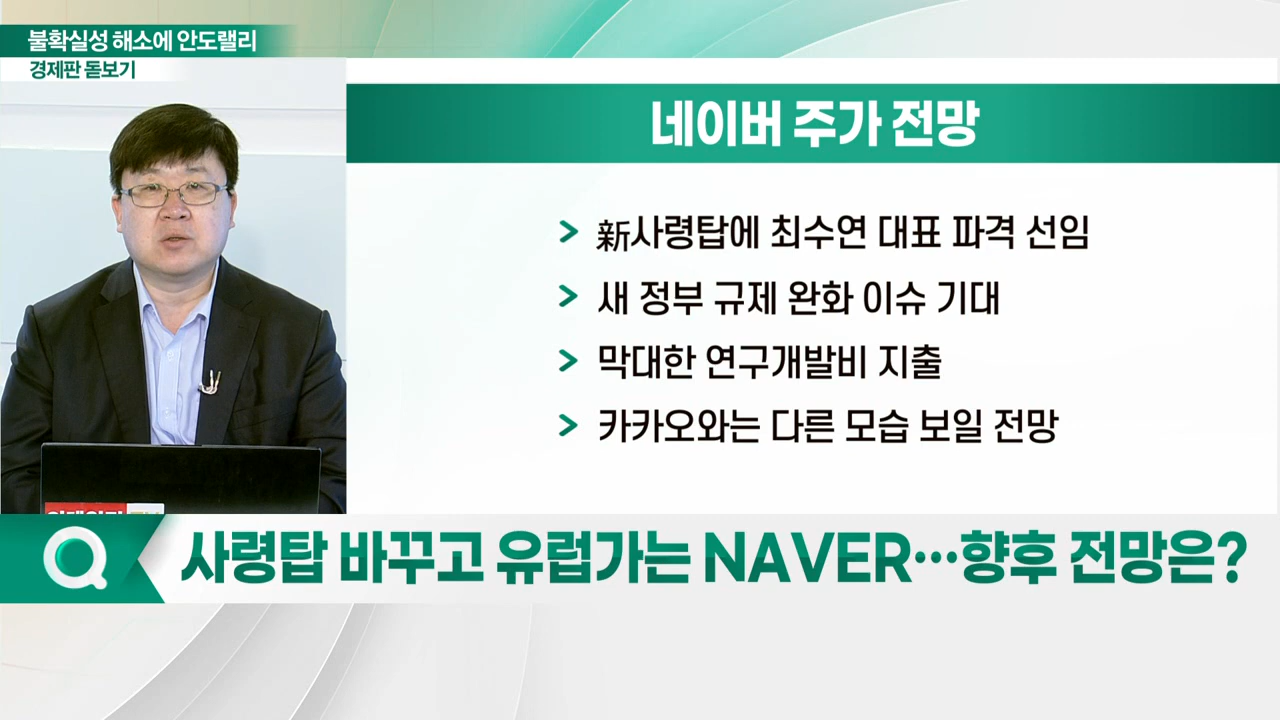 불확실성 해소에 안도랠리
경제판 돋보기
네이버 주가 전망
> 新사령탑에 최수연 대표 파격 선임
> 새 정부 규제 완화 이슈 기대
> 막대한 연구개발비 지출
> 카카오와는 다른 모습 보일 전망
사령탑 바꾸고 유럽가는 NAVER…향후 전망은?